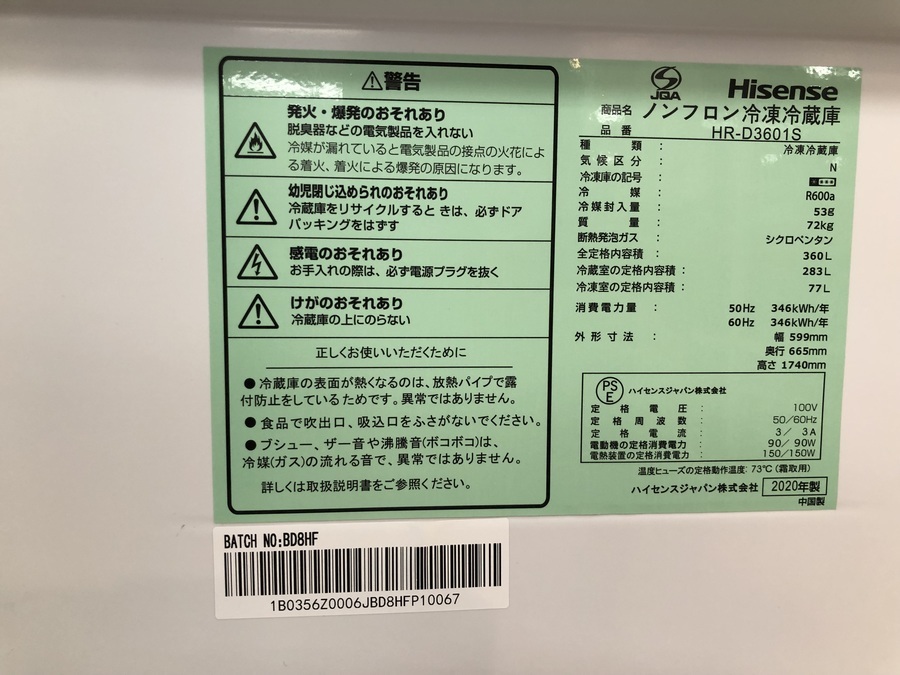 ⚠警告
発火・爆発のおそれあり
脱臭器などの電気製品を入れない
冷媒が漏れていると電気製品の接点の火花によ
る着火、着火による爆発の原因になります。
幼児閉じ込められのおそれあり
冷蔵庫をリサイクルするときは、必ずドア
パッキングをはずす
感電のおそれあり
お手入れの際は、必ず電源プラグを抜く
けがのおそれあり
冷蔵庫の上にのらない
正しくお使いいただくために
●冷蔵庫の表面が熱くなるのは、放熱パイプで露
付防止をしているためです。異常ではありません。
●食品で吹出口、吸込口をふさがないでください。
●ブシュー、ザー音や沸騰音(ボコボコ)は、
冷媒(ガス)の流れる音で、異常ではありません。
詳しくは取扱説明書をご参照ください。
JQA
Hisense
商品名 ノンフロン冷凍冷蔵庫
品番 HR-D3601S
種類 : 冷凍冷蔵庫
気候区分 : N
冷凍庫の記号 : ****
冷媒 : R600a
冷媒封入量 : 53g
質量 : 72kg
断熱発泡ガス : シクロペンタン
全定格内容積 : 360L
冷蔵室の定格内容積 : 283L
冷凍室の定格内容積 : 77L
消費電力量 : 50Hz 346kWh/年
60Hz 346kWh/年
外形寸法 : 幅 599mm
奥行 665mm
高さ 1740mm
PSE ハイセンスジャパン株式会社
定格電圧 : 100V
定格周波数 : 50/60Hz
定格電流 : 3/ 3A
電動機の定格消費電力 : 90/ 90W
電熱装置の定格消費電力 : 150/150W
温度ヒューズの定格動作温度: 73℃(霜取用)
ハイセンスジャパン株式会社 2020年製
中国製
BATCH NO:BD8HF
1B0356Z0006JBD8HFP10067